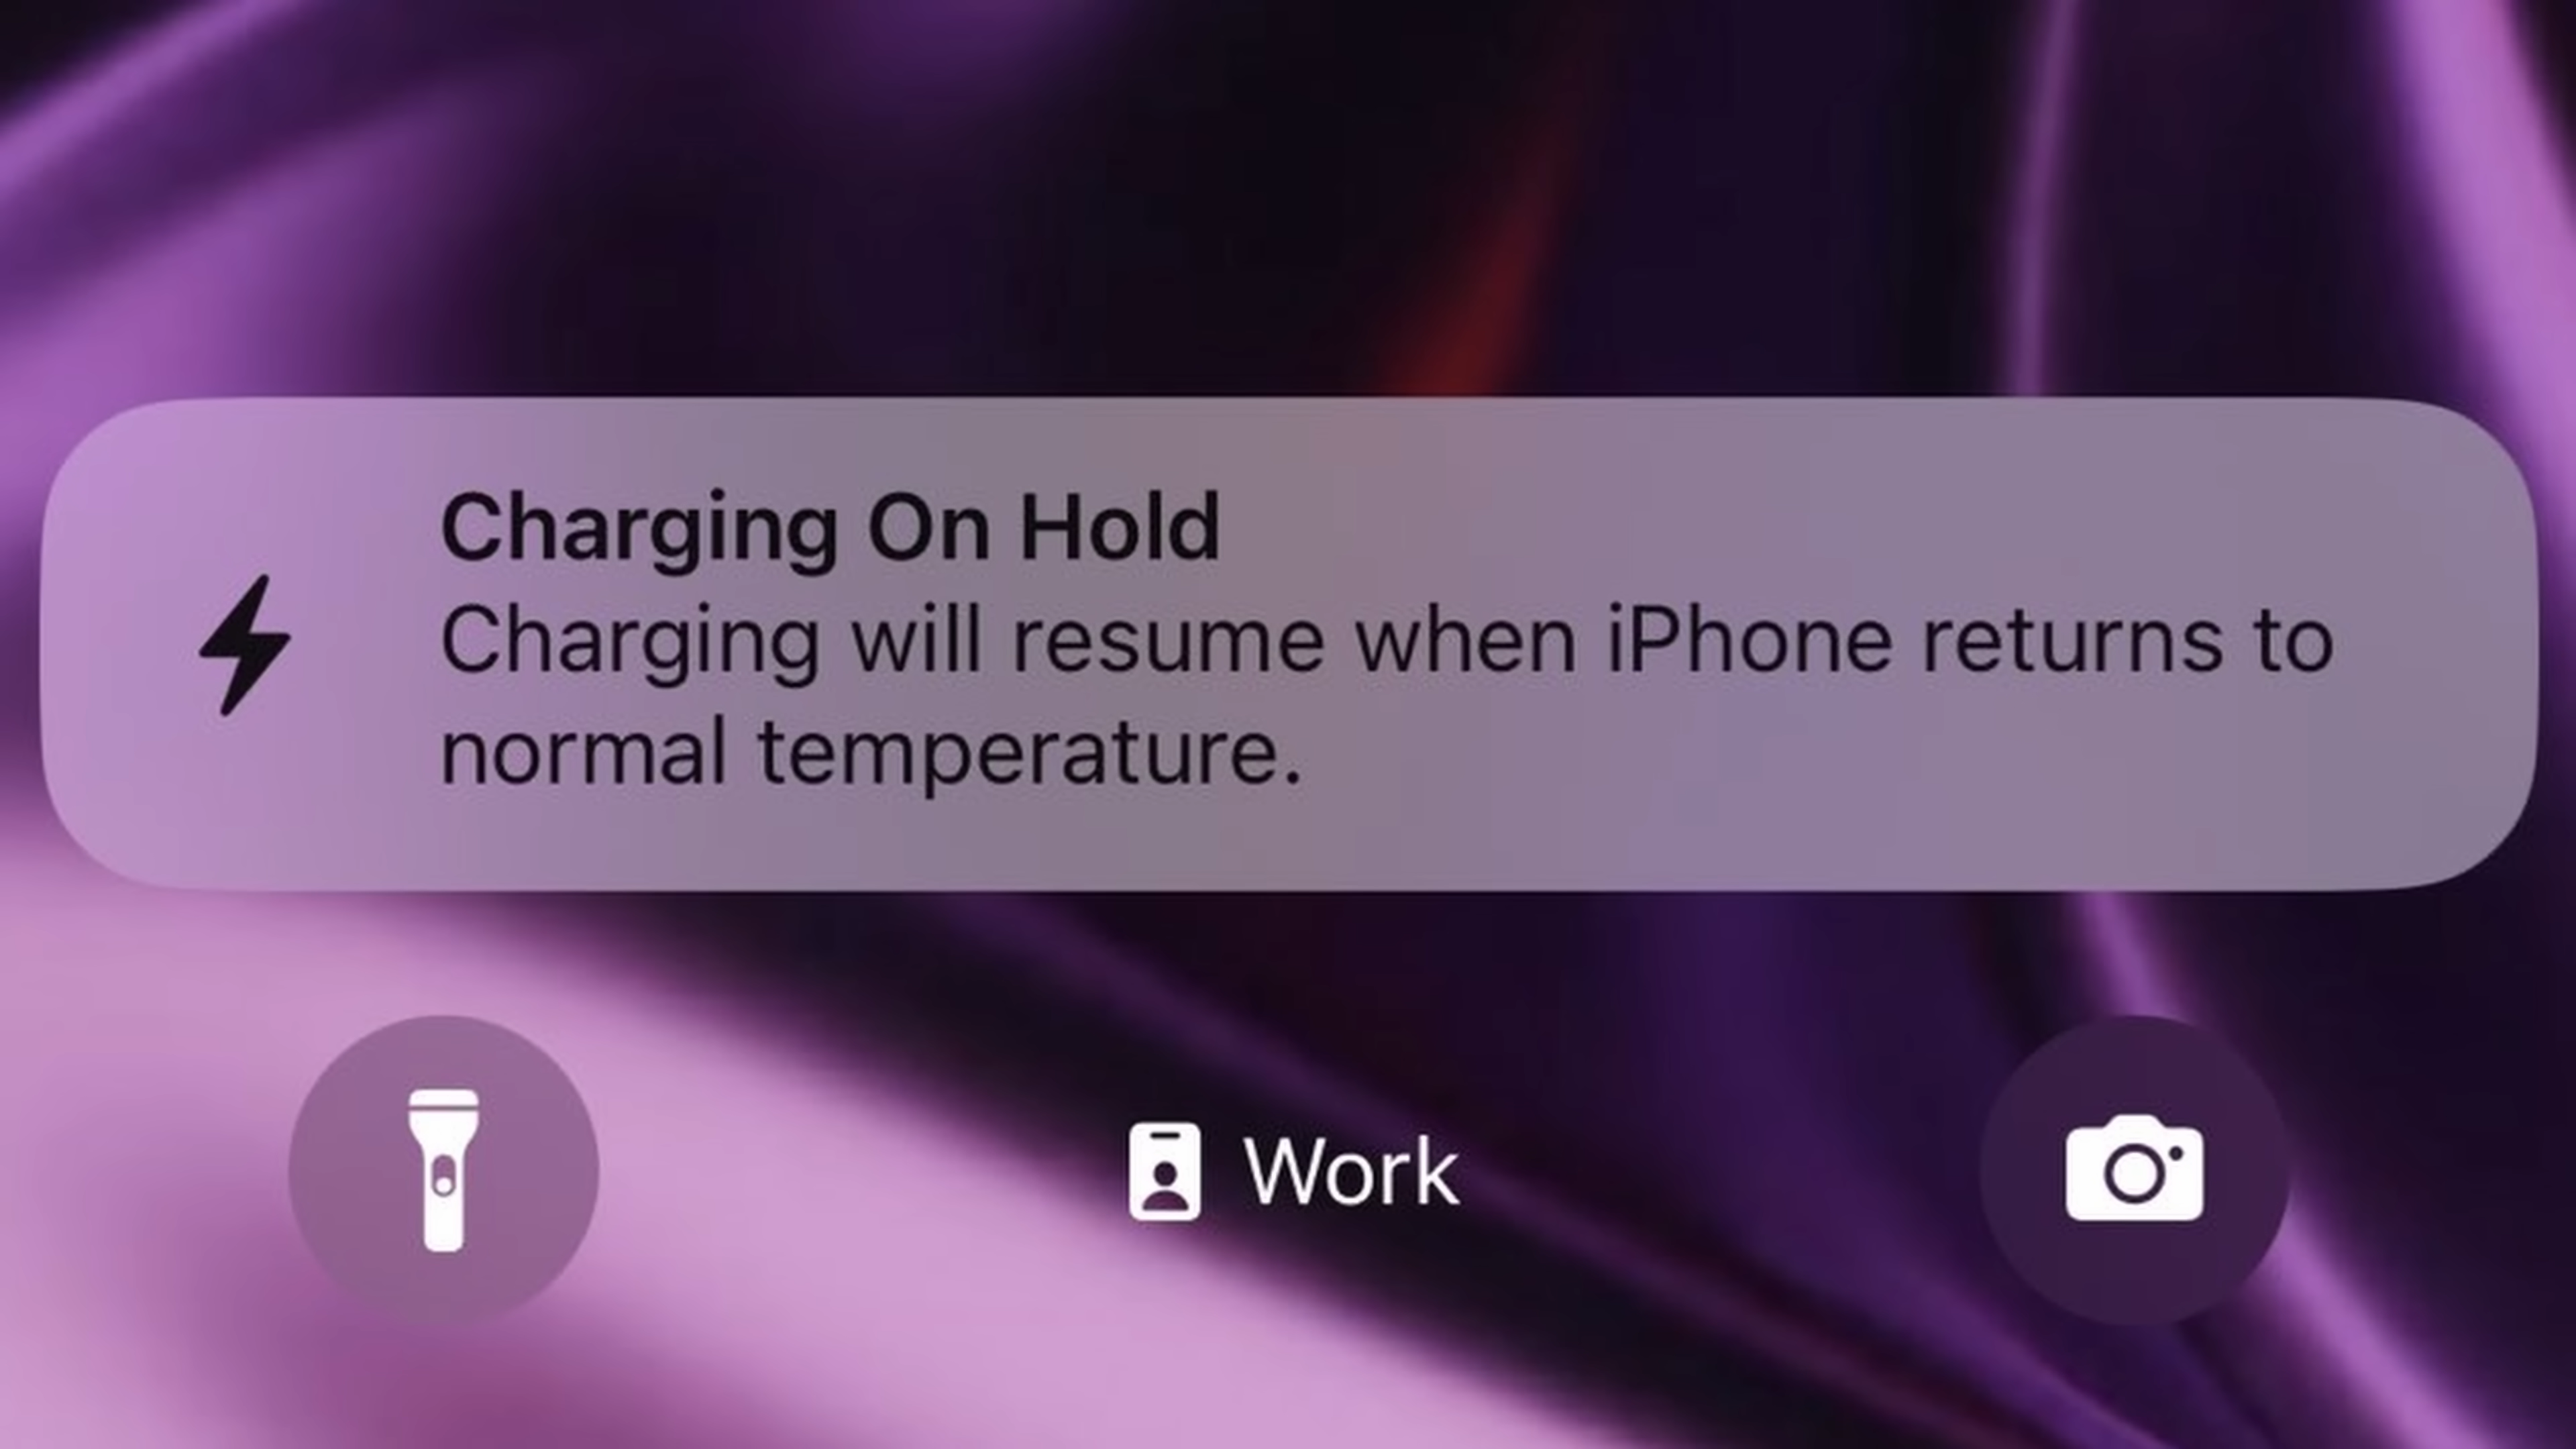 Charging On Hold
Charging will resume when iPhone returns to
normal temperature.
Work